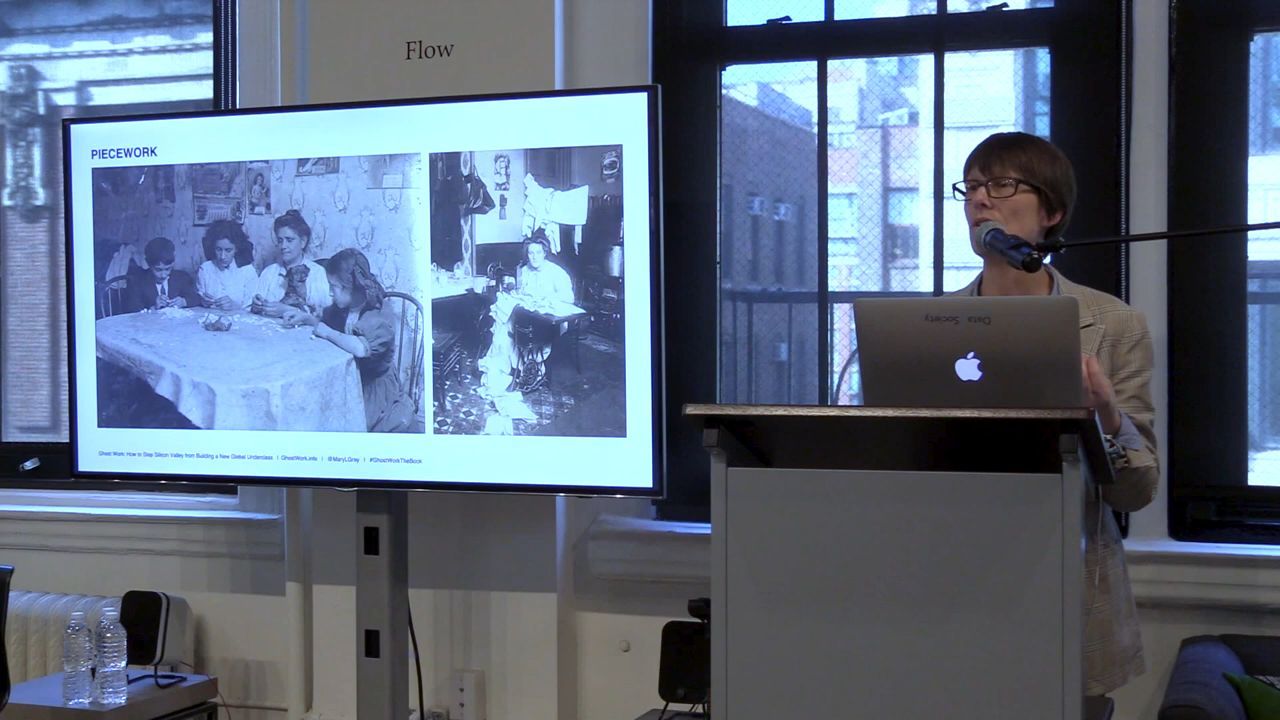 Flow
PIECEWORK
Ghost Work: How to Stop Silicon Valley from Building a New Global Underclass | GhostWork.info | @MaryLGray | #GhostWorkTheBook
Data Society